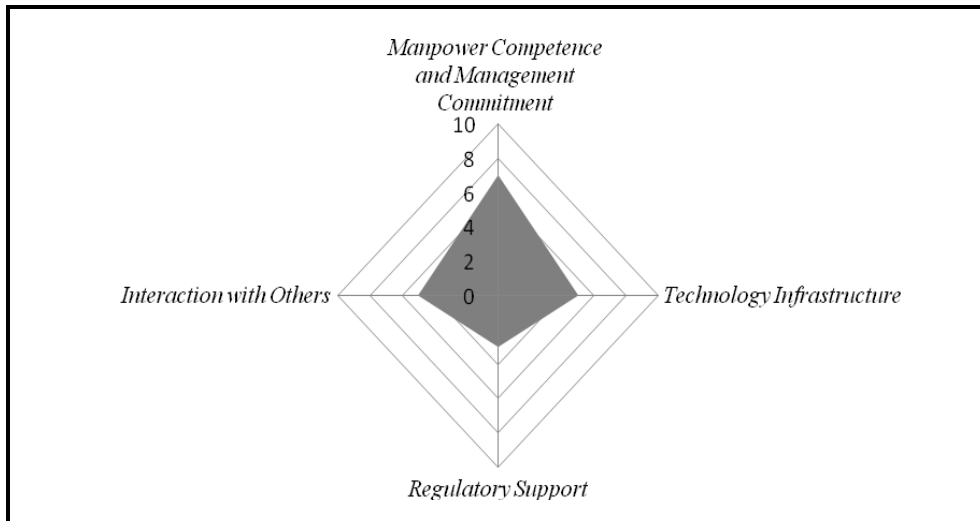 Manpower Competence
and Management
Commitment
10
8
6
4
2
0
Interaction with Others
Technology Infrastructure
Regulatory Support